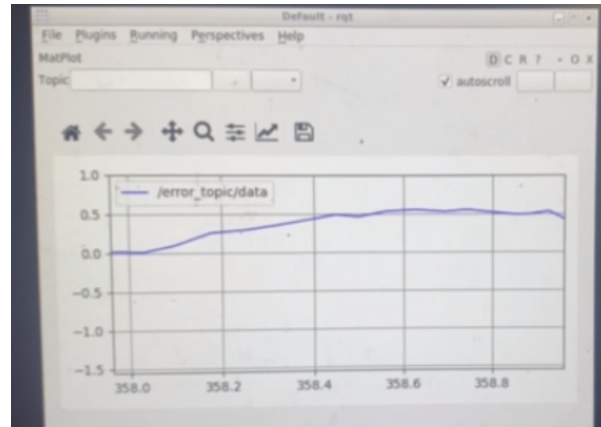 Default - rqt
File Plugins Running Perspectives Help
MatPlot D C R ? - O X
Topic autoscroll
/error_topic/data
1.0
0.5
0.0
−0.5
−1.0
−1.5
358.0 358.2 358.4 358.6 358.8